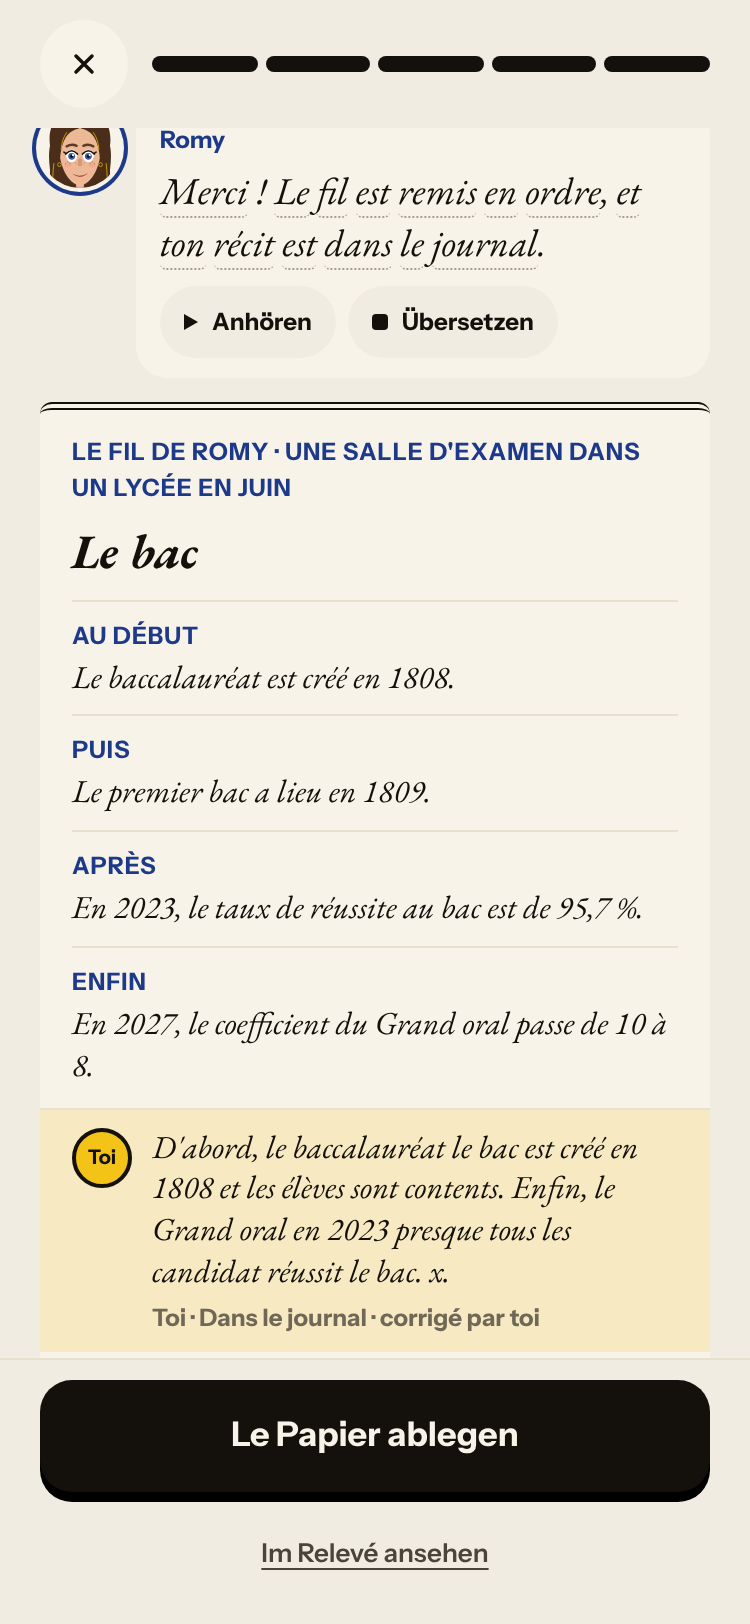 Romy
Merci ! Le fil est remis en ordre, et
ton récit est dans le journal.
Anhören
Übersetzen
LE FIL DE ROMY · UNE SALLE D'EXAMEN DANS
UN LYCÉE EN JUIN
Le bac
AU DÉBUT
Le baccalauréat est créé en 1808.
PUIS
Le premier bac a lieu en 1809.
APRÈS
En 2023, le taux de réussite au bac est de 95,7 %.
ENFIN
En 2027, le coefficient du Grand oral passe de 10 à
8.
Toi
D'abord, le baccalauréat le bac est créé en
1808 et les élèves sont contents. Enfin, le
Grand oral en 2023 presque tous les
candidat réussit le bac. x.
Toi · Dans le journal · corrigé par toi
Le Papier ablegen
Im Relevé ansehen